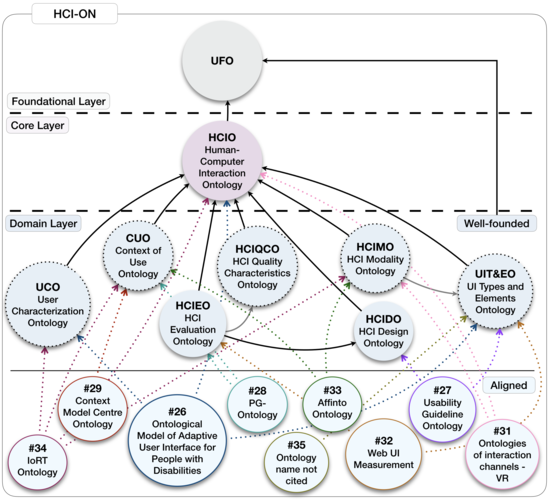 HCI-ON
UFO
Foundational Layer
Core Layer
HCIO
Human-
Computer
Interaction
Ontology
Domain Layer
Well-founded
CUO
Context of
Use
Ontology
HCIQCO
HCI Quality
Characteristics
Ontology
HCIMO
HCI Modality
Ontology
UCO
User
Characterization
Ontology
UIT&EO
UI Types and
Elements
Ontology
HCIEO
HCI
Evaluation
Ontology
HCIDO
HCI Design
Ontology
Aligned
#29
Context
Model Centre
Ontology
#28
PG-
Ontology
#33
Affinto
Ontology
#27
Usability
Guideline
Ontology
#26
Ontological
Model of Adaptive
User Interface for
People with
Disabilities
#34
IoRT
Ontology
#35
Ontology
name not
cited
#32
Web UI
Measurement
#31
Ontologies
of interaction
channels -
VR